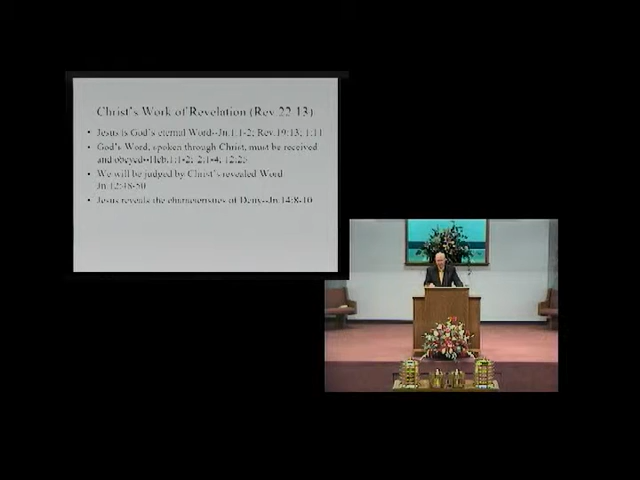 Christ's Work of Revelation (Rev.22:13)
• Jesus is God's eternal Word--Jn.1:1-2; Rev.19:13; 1:11
• God's Word, spoken through Christ, must be received
and obeyed--Heb.1:1-2; 2:1-4; 12:25
• We will be judged by Christ's revealed Word
Jn.12:48-50
• Jesus reveals the characteristics of Deity--Jn.14:8-10